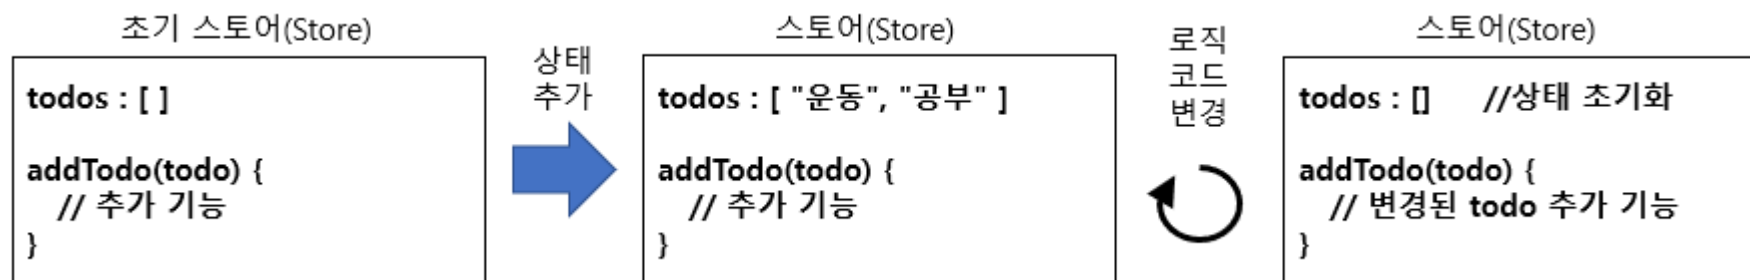 초기 스토어(Store)
todos : [ ]
addTodo(todo) {
// 추가 기능
}
상태
추가
스토어(Store)
todos : [ "운동", "공부" ]
addTodo(todo) {
// 추가 기능
}
로직
코드
변경
스토어(Store)
todos : [] //상태 초기화
addTodo(todo) {
// 변경된 todo 추가 기능
}